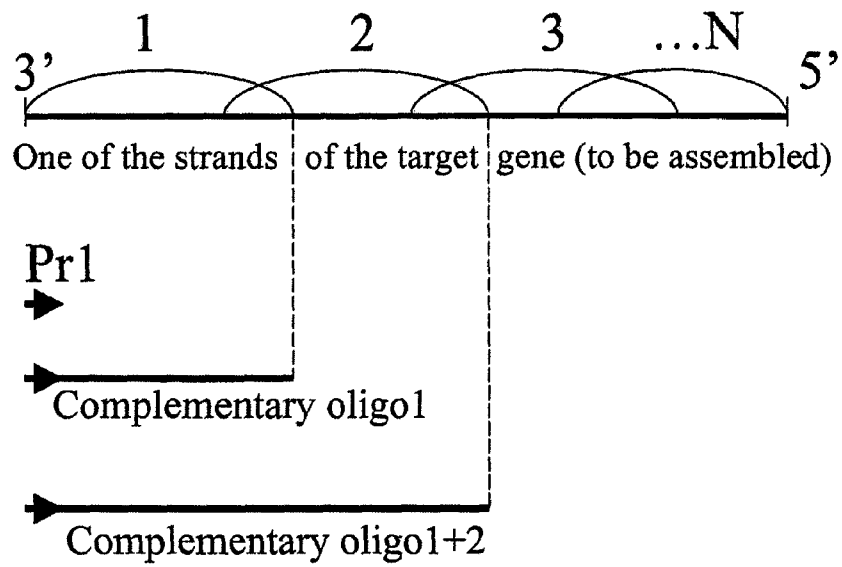 1 2 3 ...N
3’ 5’
One of the strands of the target gene (to be assembled)
Pr1
Complementary oligo1
Complementary oligo1+2